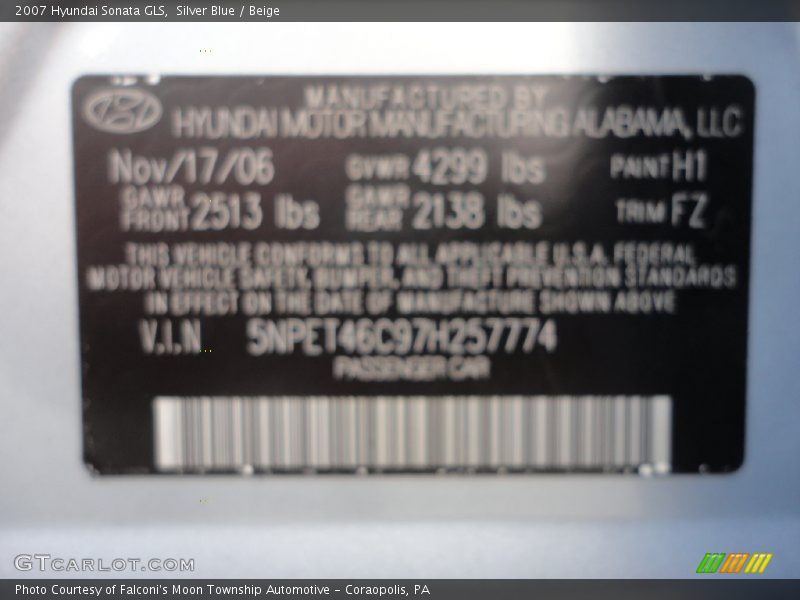 2007 Hyundai Sonata GLS,  Silver Blue / Beige
MANUFACTURED BY
HYUNDAI MOTOR MANUFACTURING ALABAMA, LLC
Nov/17/06 GVWR 4299 lbs PAINT H1
GAWR FRONT 2513 lbs GAWR REAR 2138 lbs TRIM FZ
THIS VEHICLE CONFORMS TO ALL APPLICABLE U.S.A. FEDERAL
MOTOR VEHICLE SAFETY, BUMPER, AND THEFT PREVENTION STANDARDS
IN EFFECT ON THE DATE OF MANUFACTURE SHOWN ABOVE
V.I.N 5NPET46C97H257774
PASSENGER CAR
GTCARLOT.COM
Photo Courtesy of Falconi's Moon Township Automotive – Coraopolis, PA